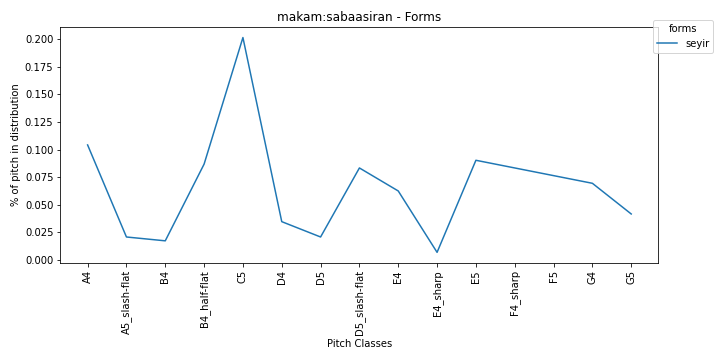 makam:sabaasiran - Forms
forms
seyir
% of pitch in distribution
0.200
0.175
0.150
0.125
0.100
0.075
0.050
0.025
0.000
A4
A5_slash-flat
B4
B4_half-flat
C5
D4
D5
D5_slash-flat
E4
E4_sharp
E5
F4_sharp
F5
G4
G5
Pitch Classes